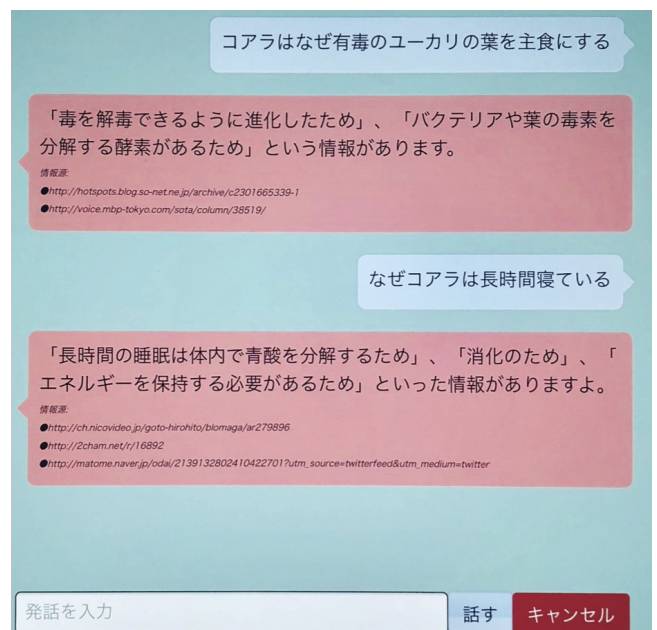 コアラはなぜ有毒のユーカリの葉を主食にする
「毒を解毒できるように進化したため」、「バクテリアや葉の毒素を
分解する酵素があるため」という情報があります。
情報源:
●http://hotspots.blog.so-net.ne.jp/archive/c2301665339-1
●http://voice.mbp-tokyo.com/sota/column/38519/
なぜコアラは長時間寝ている
「長時間の睡眠は体内で青酸を分解するため」、「消化のため」、「
エネルギーを保持する必要があるため」といった情報がありますよ。
情報源:
●http://ch.nicovideo.jp/goto-hirohito/blomaga/ar279896
●http://2cham.net/r/16892
●http://matome.naver.jp/odai/2139132802410422701?utm_source=twitterfeed&utm_medium=twitter
発話を入力
話す
キャンセル